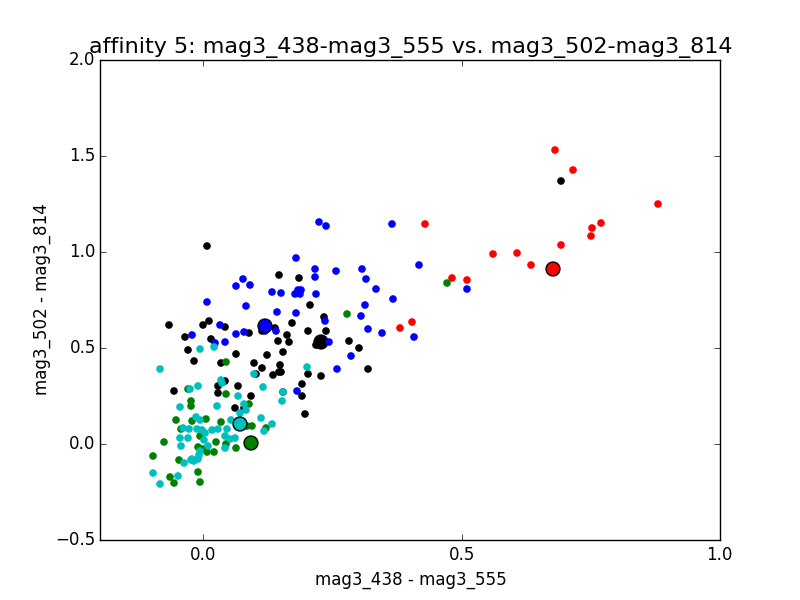 affinity 5: mag3_438-mag3_555 vs. mag3_502-mag3_814
2.0
1.5
1.0
0.5
0.0
−0.5
mag3_502 - mag3_814
0.0 0.5 1.0
mag3_438 - mag3_555